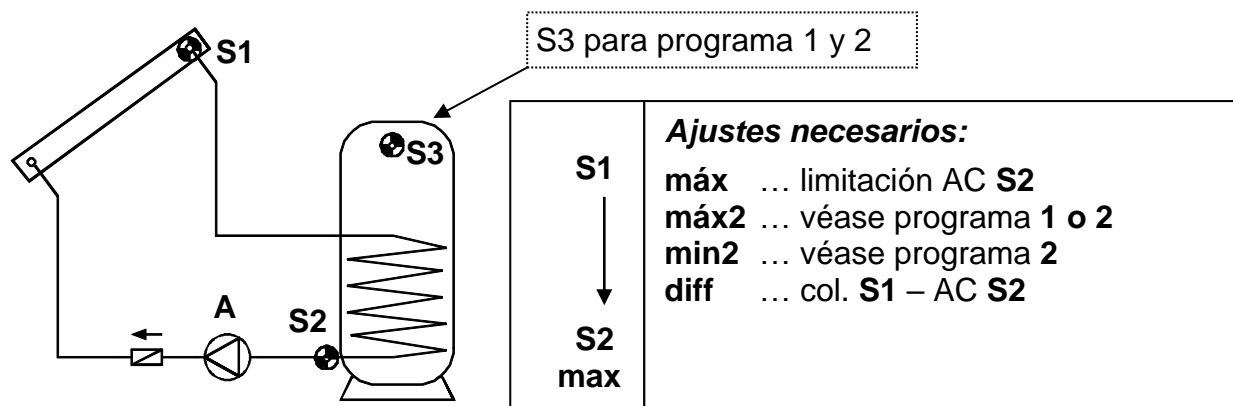 S1
S3 para programa 1 y 2
S3
A
S2
S1
S2
max
Ajustes necesarios:
máx … limitación AC S2
máx2 … véase programa 1 o 2
min2 … véase programa 2
diff … col. S1 – AC S2